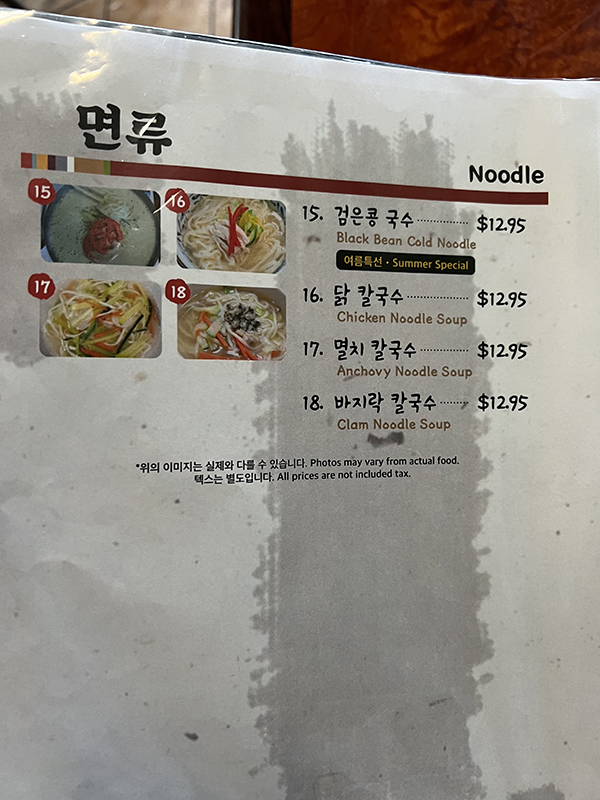 면류
Noodle
15
16
17
18
15. 검은콩 국수 ············· $12.95
Black Bean Cold Noodle
여름특선 · Summer Special
16. 닭 칼국수 ··············· $12.95
Chicken Noodle Soup
17. 멸치 칼국수 ············· $12.95
Anchovy Noodle Soup
18. 바지락 칼국수 ········ $12.95
Clam Noodle Soup
*위의 이미지는 실제와 다를 수 있습니다. Photos may vary from actual food.
텍스는 별도입니다. All prices are not included tax.